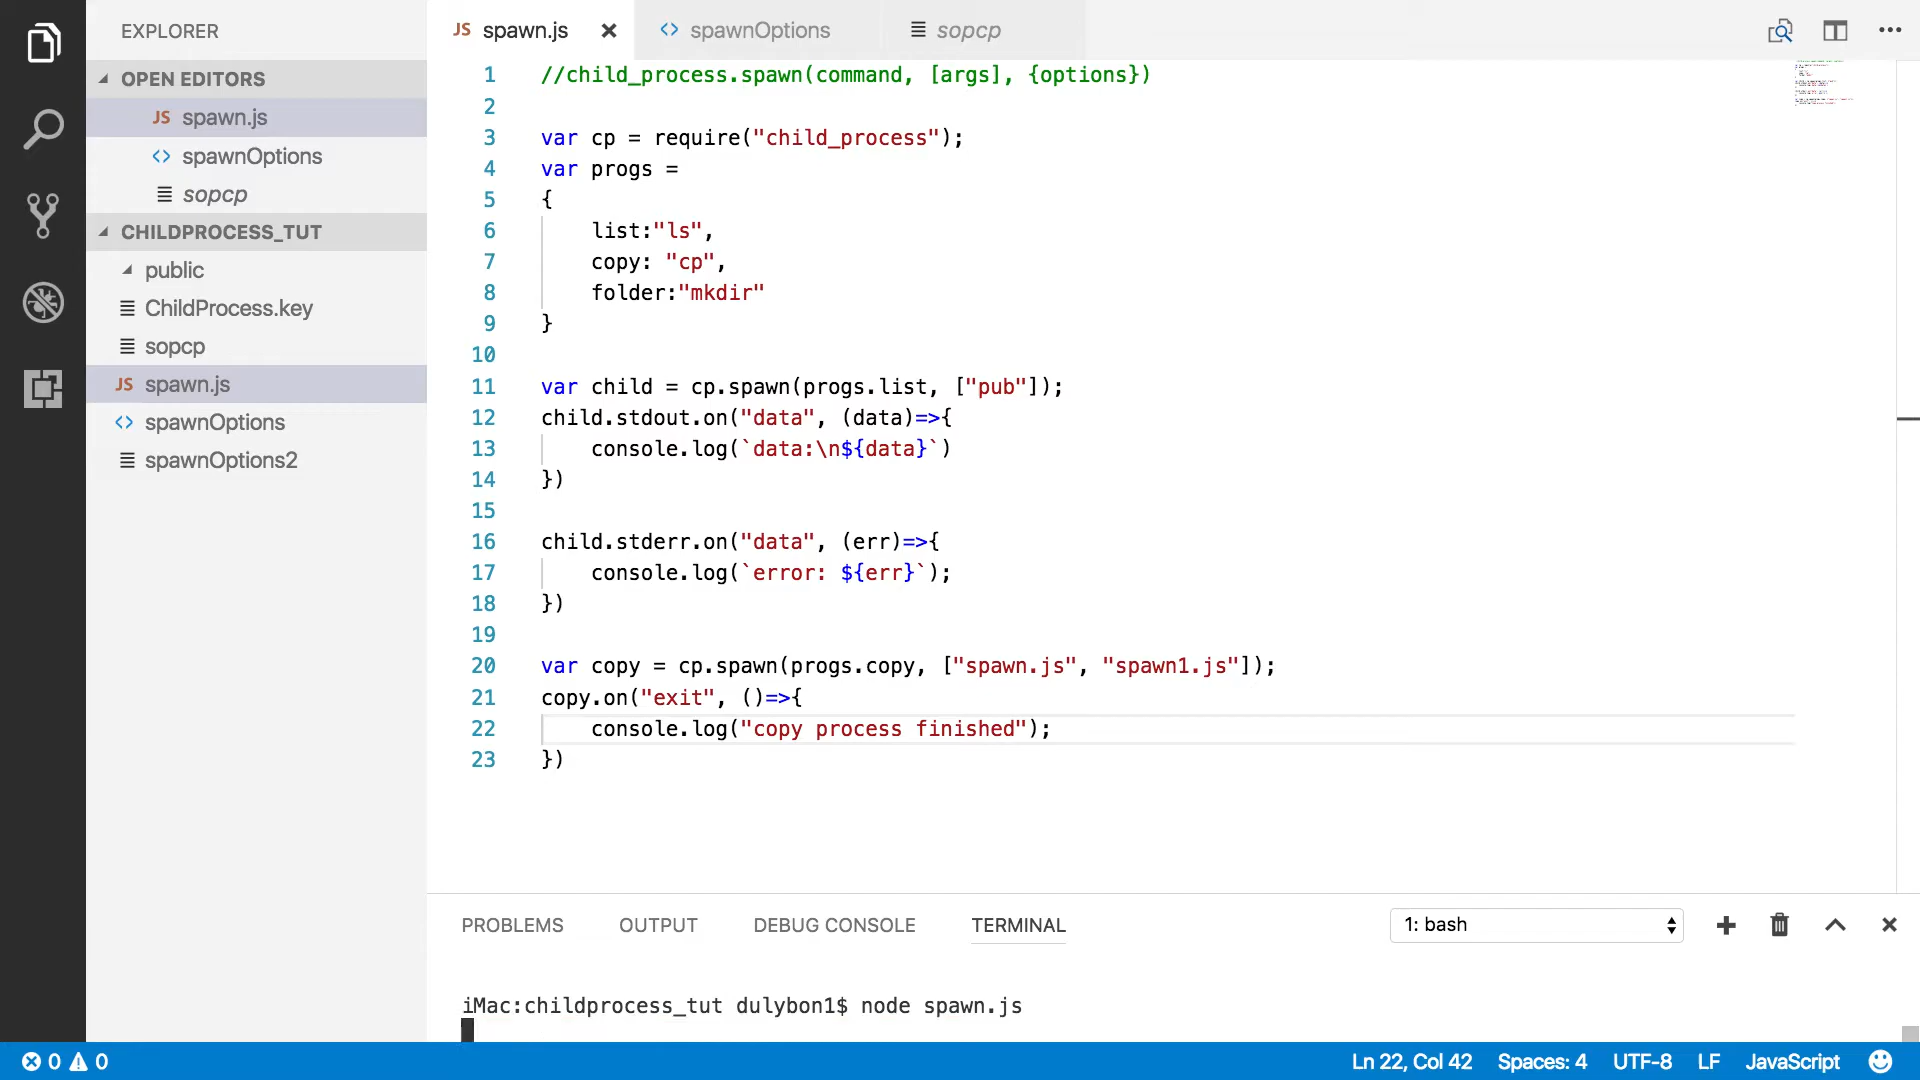 EXPLORER
OPEN EDITORS
JS spawn.js
<> spawnOptions
sopcp
CHILDPROCESS_TUT
public
ChildProcess.key
sopcp
JS spawn.js
<> spawnOptions
spawnOptions2
JS spawn.js
<> spawnOptions
sopcp
1 //child_process.spawn(command, [args], {options})
2
3 var cp = require("child_process");
4 var progs =
5 {
6 list:"ls",
7 copy: "cp",
8 folder:"mkdir"
9 }
10
11 var child = cp.spawn(progs.list, ["pub"]);
12 child.stdout.on("data", (data)=>{
13 console.log(`data:\n${data}`)
14 })
15
16 child.stderr.on("data", (err)=>{
17 console.log(`error: ${err}`);
18 })
19
20 var copy = cp.spawn(progs.copy, ["spawn.js", "spawn1.js"]);
21 copy.on("exit", ()=>{
22 console.log("copy process finished");
23 })
PROBLEMS OUTPUT DEBUG CONSOLE TERMINAL 1: bash
iMac:childprocess_tut dulybon1$ node spawn.js
0 0 Ln 22, Col 42 Spaces: 4 UTF-8 LF JavaScript